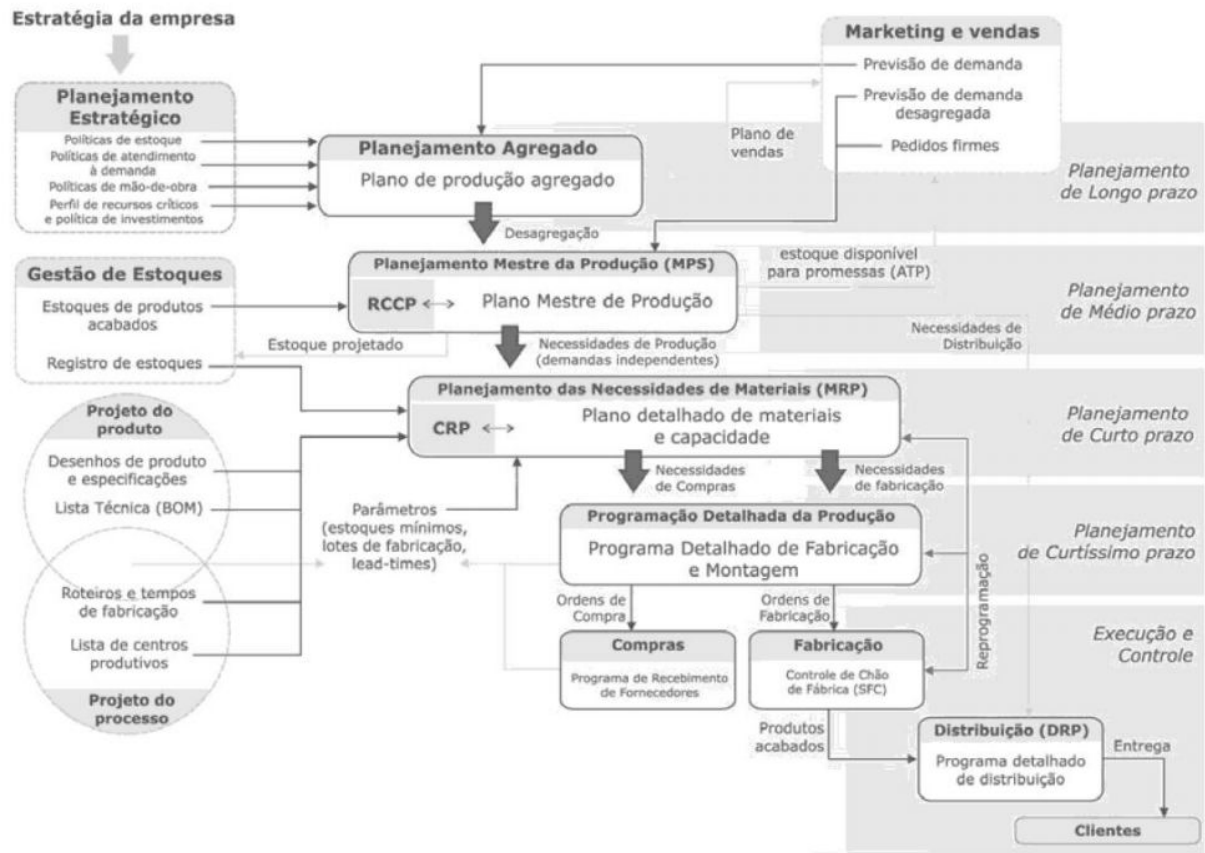 Estratégia da empresa
Marketing e vendas
Previsão de demanda
Previsão de demanda
desagregada
Pedidos firmes
Planejamento
Estratégico
Políticas de estoque
Políticas de atendimento
à demanda
Políticas de mão-de-obra
Perfil de recursos críticos
e política de investimentos
Plano de
vendas
Planejamento Agregado
Plano de produção agregado
Planejamento
de Longo prazo
Desagregação
Gestão de Estoques
Estoques de produtos
acabados
Registro de estoques
Planejamento Mestre da Produção (MPS)
RCCP
Plano Mestre de Produção
estoque disponível
para promessas (ATP)
Planejamento
de Médio prazo
Estoque projetado
Necessidades de Produção
(demandas independentes)
Necessidades de
Distribuição
Planejamento das Necessidades de Materiais (MRP)
CRP
Plano detalhado de materiais
e capacidade
Planejamento
de Curto prazo
Projeto do
produto
Desenhos de produto
e especificações
Lista Técnica (BOM)
Necessidades
de Compras
Necessidades
de fabricação
Parâmetros
(estoques mínimos,
lotes de fabricação,
lead-times)
Programação Detalhada da Produção
Programa Detalhado de Fabricação
e Montagem
Planejamento
de Curtíssimo prazo
Reprogramação
Roteiros e tempos
de fabricação
Lista de centros
produtivos
Projeto do
processo
Ordens de
Compra
Ordens de
Fabricação
Compras
Programa de Recebimento
de Fornecedores
Fabricação
Controle de Chão
de Fábrica (SFC)
Execução e
Controle
Produtos
acabados
Distribuição (DRP)
Programa detalhado
de distribuição
Entrega
Clientes